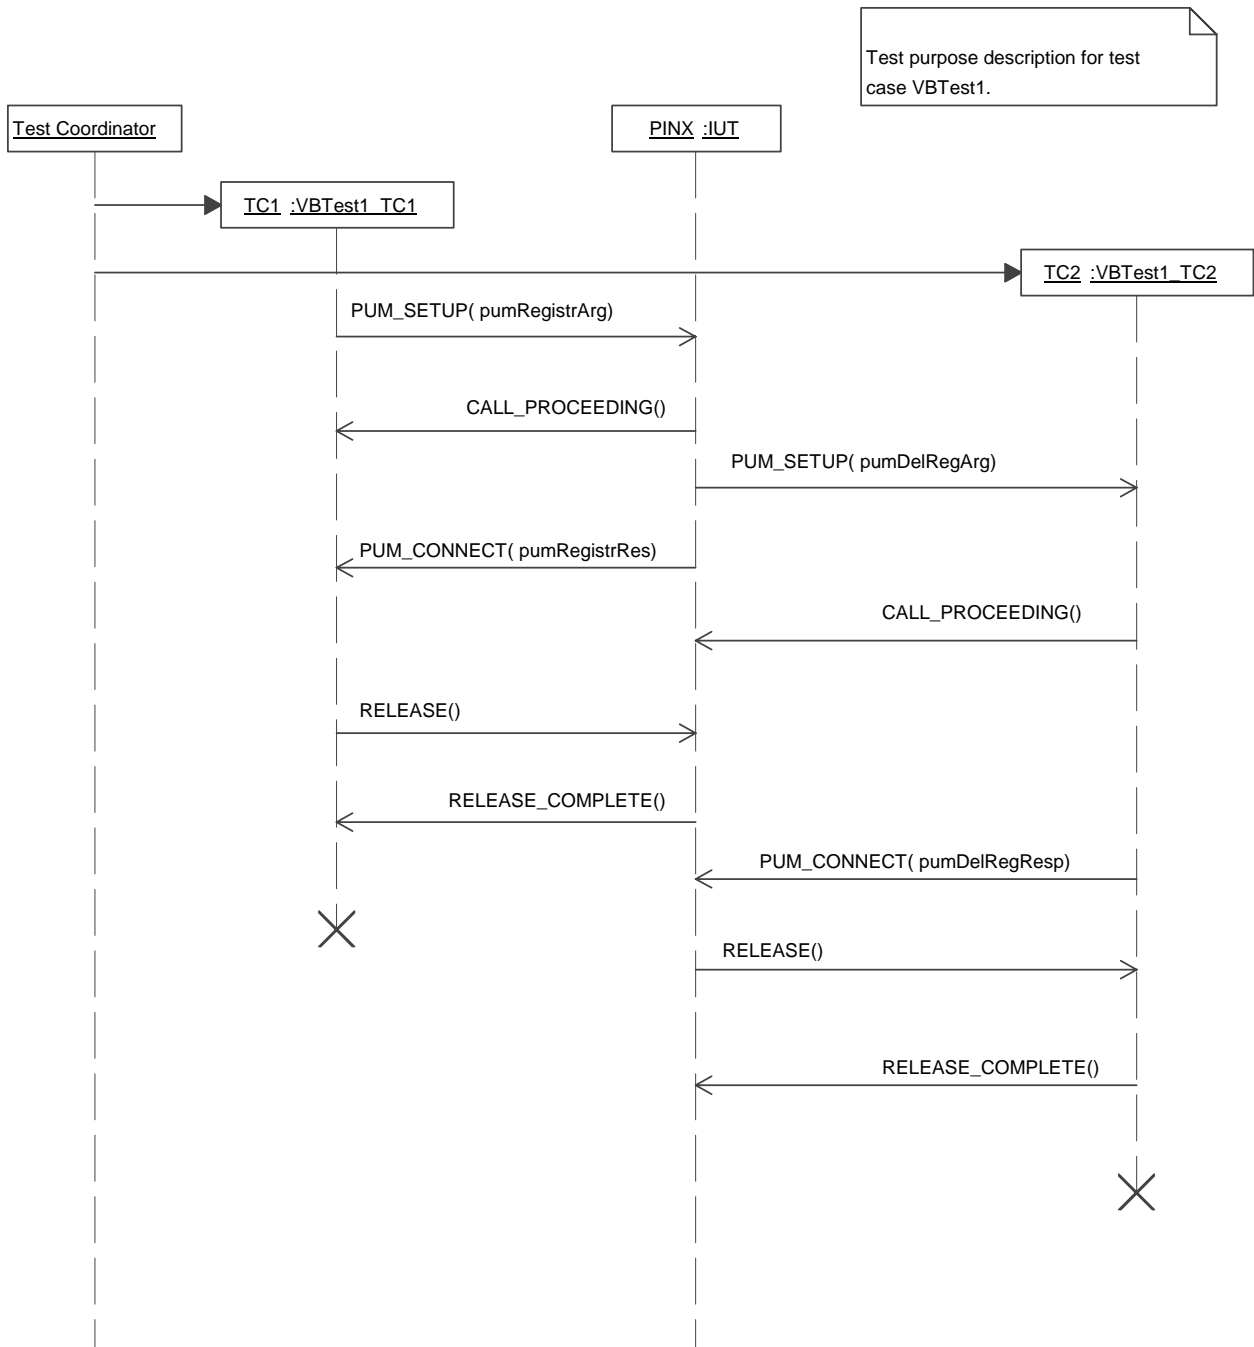 Test purpose description for test
case VBTest1.
Test Coordinator
PINX :IUT
TC1 :VBTest1_TC1
TC2 :VBTest1_TC2
PUM_SETUP( pumRegistrArg)
CALL_PROCEEDING()
PUM_SETUP( pumDelRegArg)
PUM_CONNECT( pumRegistrRes)
CALL_PROCEEDING()
RELEASE()
RELEASE_COMPLETE()
PUM_CONNECT( pumDelRegResp)
RELEASE()
RELEASE_COMPLETE()